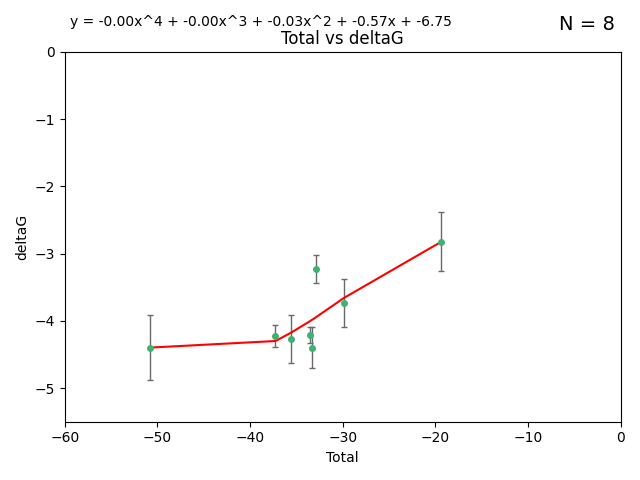 y = -0.00x^4 + -0.00x^3 + -0.03x^2 + -0.57x + -6.75
N = 8
Total vs deltaG
0
−1
−2
−3
−4
−5
deltaG
−60
−50
−40
−30
−20
−10
0
Total